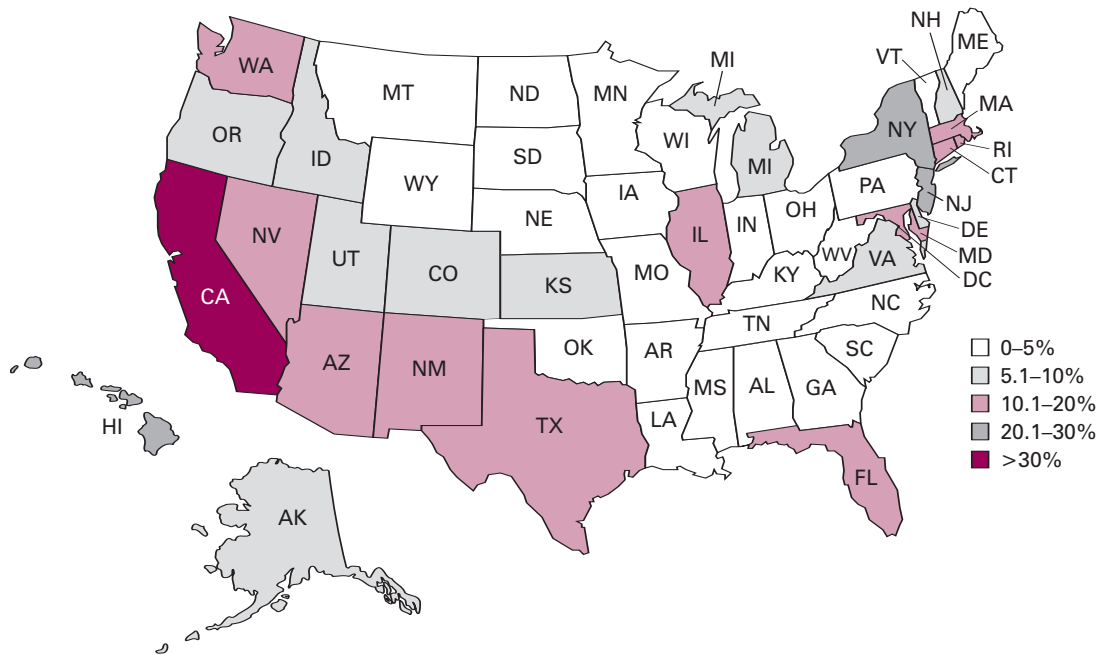 NH
ME
VT
WA
MI
MT
ND
MN
MA
OR
NY
WI
RI
ID
SD
MI
CT
WY
PA
IA
NJ
NE
OH
IL
IN
DE
NV
UT
WV
VA
MD
CO
MO
KY
DC
KS
CA
NC
TN
OK
AR
SC
AZ
NM
MS
AL
GA
0–5%
5.1–10%
10.1–20%
20.1–30%
>30%
LA
HI
TX
FL
AK